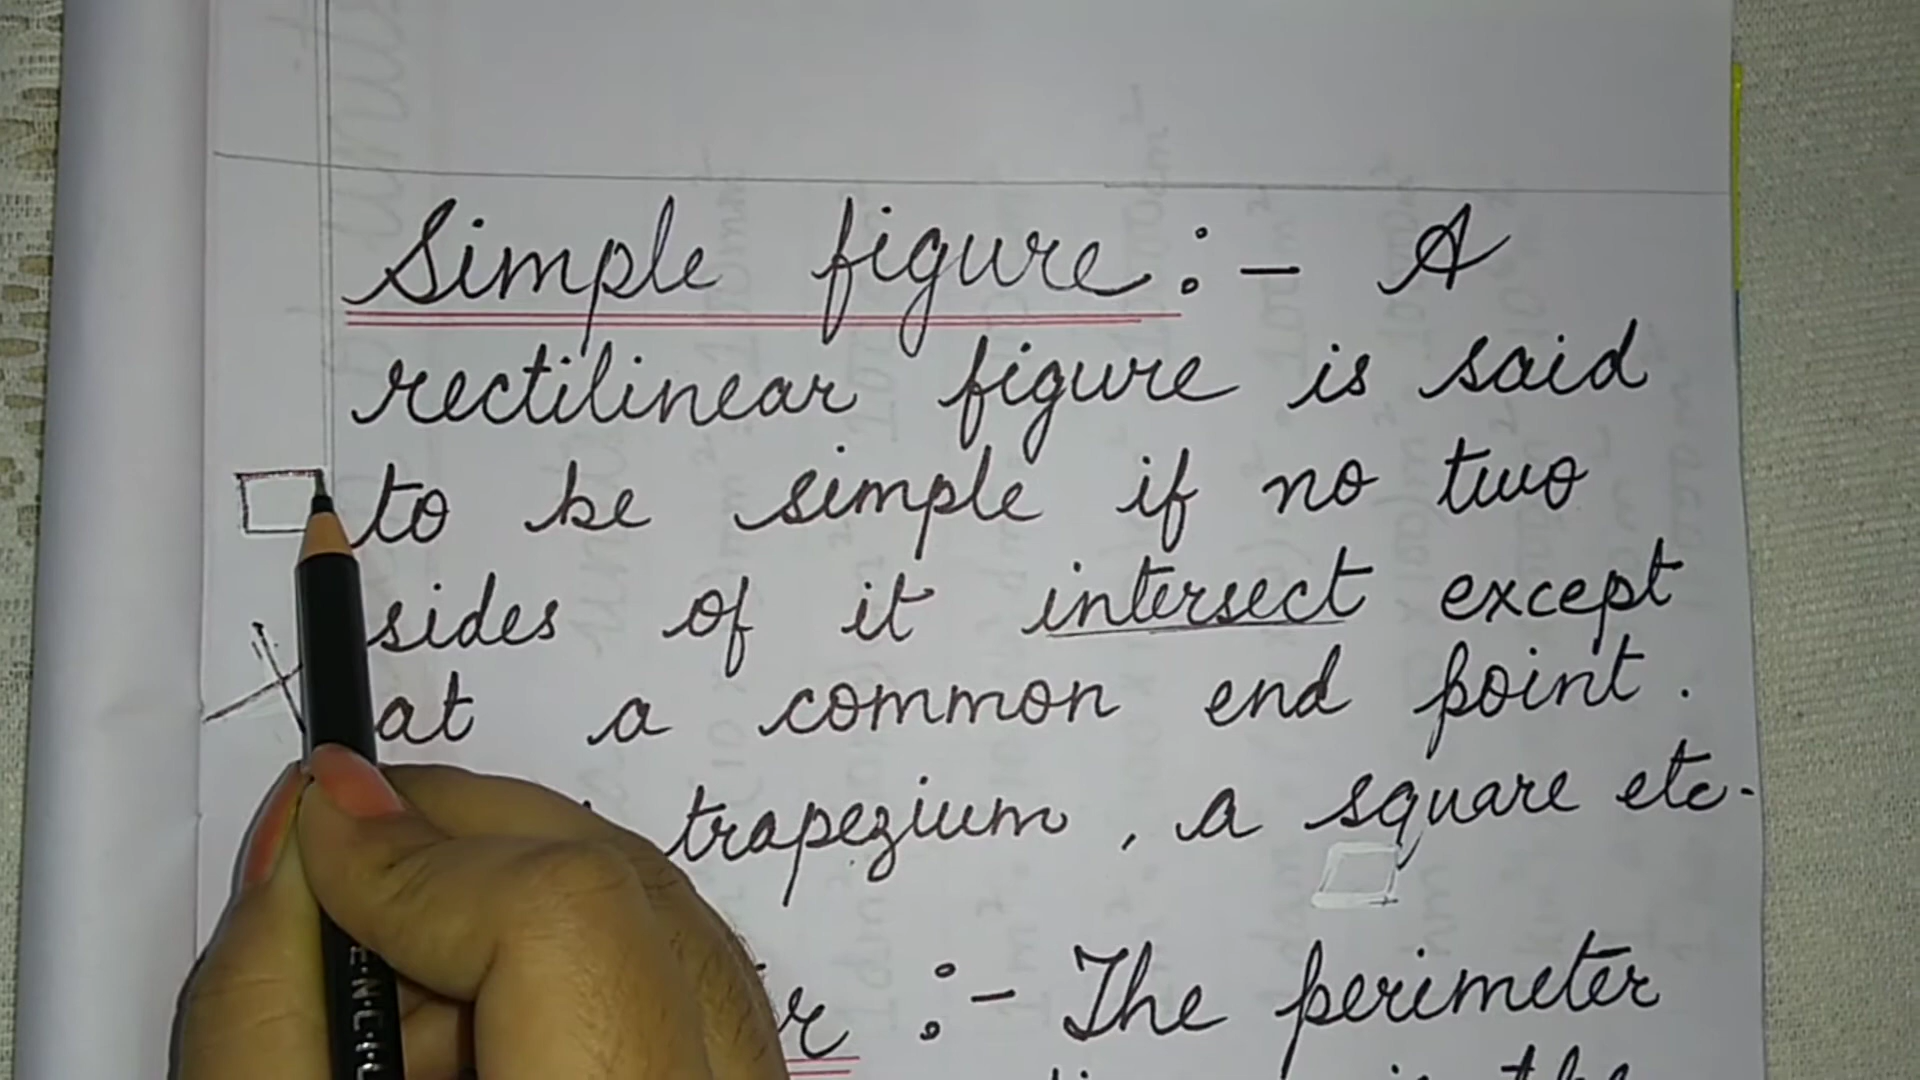 Simple figure :- A
rectilinear figure is said
to be simple if no two
sides of it intersect except
at a common end point.
trapezium, a square etc.
:- The perimeter